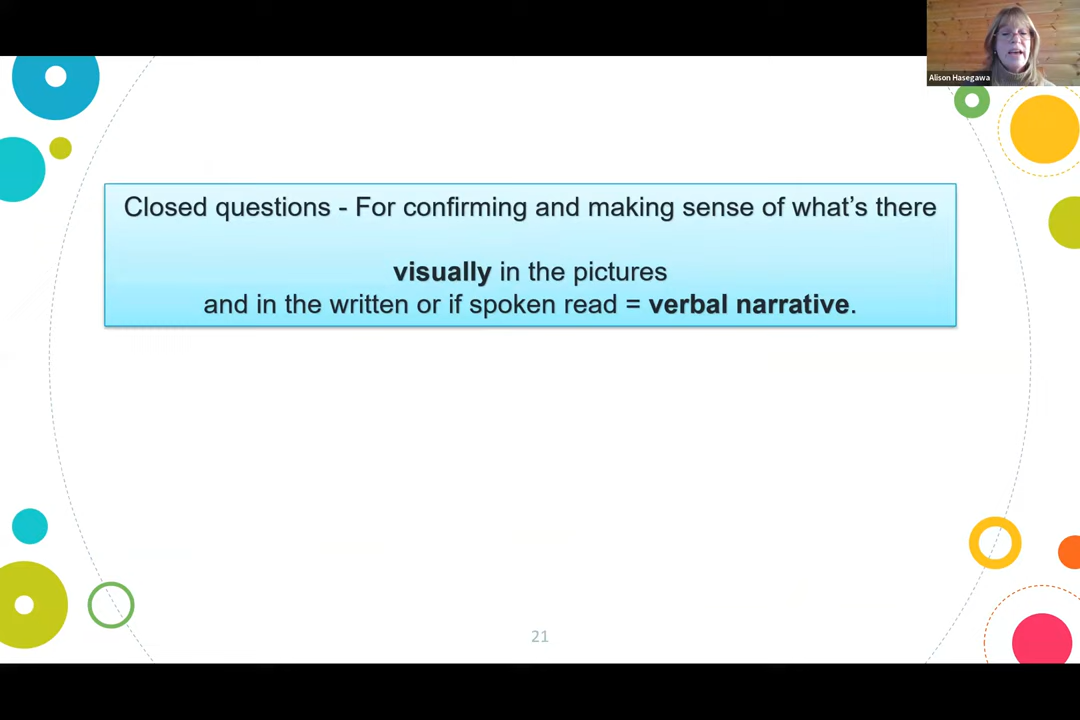 Alison Hasegawa
Closed questions - For confirming and making sense of what's there
visually in the pictures
and in the written or if spoken read = verbal narrative.
21